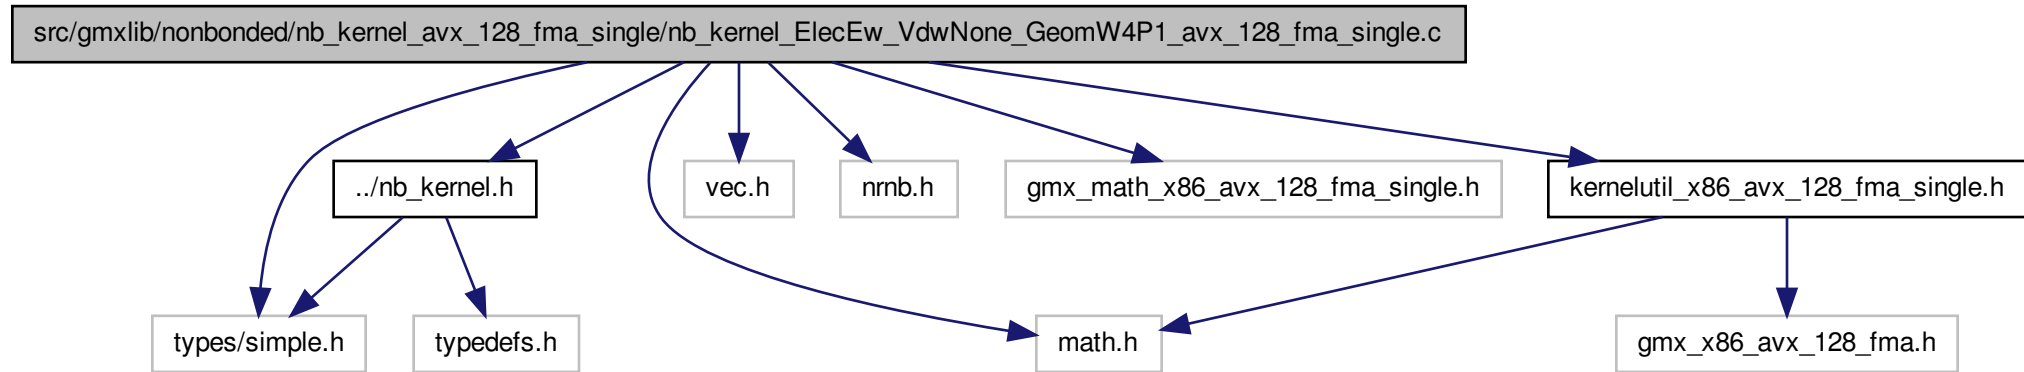 src/gmxlib/nonbonded/nb_kernel_avx_128_fma_single/nb_kernel_ElecEw_VdwNone_GeomW4P1_avx_128_fma_single.c
../nb_kernel.h
vec.h
nrnb.h
gmx_math_x86_avx_128_fma_single.h
kernelutil_x86_avx_128_fma_single.h
types/simple.h
typedefs.h
math.h
gmx_x86_avx_128_fma.h